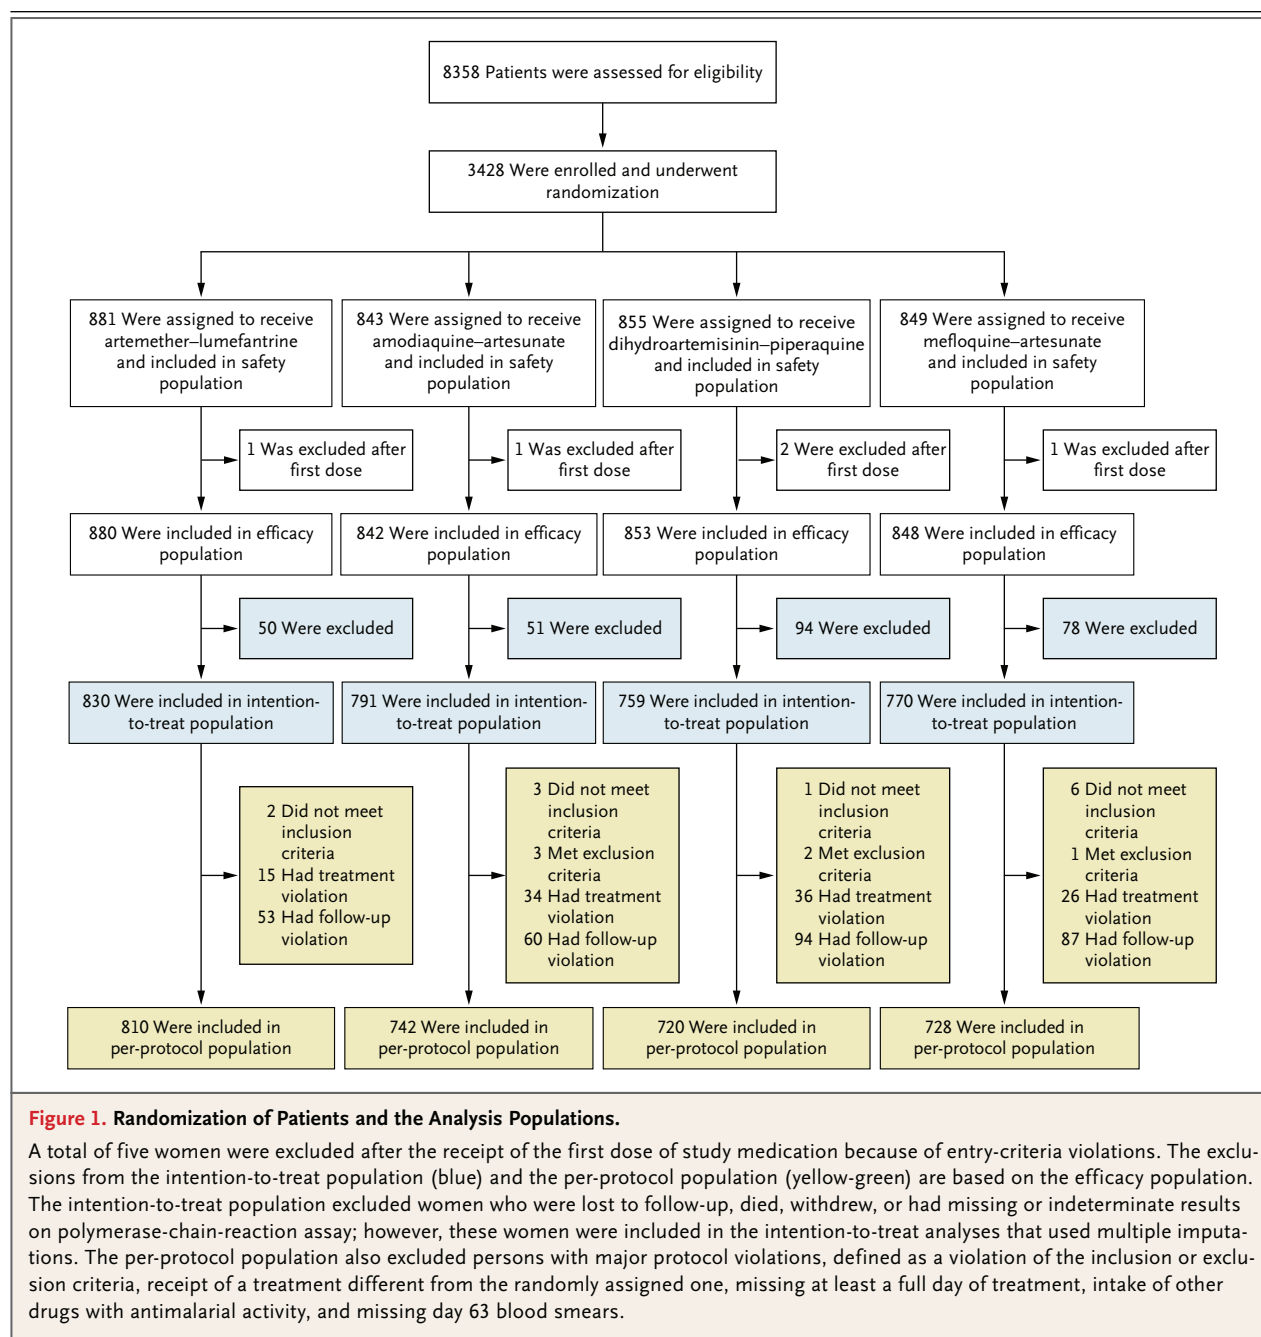 8358 Patients were assessed for eligibility
3428 Were enrolled and underwent
randomization
881 Were assigned to receive
artemether–lumefantrine
and included in safety
population
843 Were assigned to receive
amodiaquine–artesunate
and included in safety
population
855 Were assigned to receive
dihydroartemisinin–piperaquine
and included in safety
population
849 Were assigned to receive
mefloquine–artesunate
and included in safety
population
1 Was excluded after
first dose
1 Was excluded after
first dose
2 Were excluded after
first dose
1 Was excluded after
first dose
880 Were included in efficacy
population
842 Were included in efficacy
population
853 Were included in efficacy
population
848 Were included in efficacy
population
50 Were excluded
51 Were excluded
94 Were excluded
78 Were excluded
830 Were included in intention-
to-treat population
791 Were included in intention-
to-treat population
759 Were included in intention-
to-treat population
770 Were included in intention-
to-treat population
2 Did not meet
inclusion
criteria
15 Had treatment
violation
53 Had follow-up
violation
3 Did not meet
inclusion
criteria
3 Met exclusion
criteria
34 Had treatment
violation
60 Had follow-up
violation
1 Did not meet
inclusion
criteria
2 Met exclusion
criteria
36 Had treatment
violation
94 Had follow-up
violation
6 Did not meet
inclusion
criteria
1 Met exclusion
criteria
26 Had treatment
violation
87 Had follow-up
violation
810 Were included in
per-protocol population
742 Were included in
per-protocol population
720 Were included in
per-protocol population
728 Were included in
per-protocol population
Figure 1. Randomization of Patients and the Analysis Populations.
A total of five women were excluded after the receipt of the first dose of study medication because of entry-criteria violations. The exclu-
sions from the intention-to-treat population (blue) and the per-protocol population (yellow-green) are based on the efficacy population.
The intention-to-treat population excluded women who were lost to follow-up, died, withdrew, or had missing or indeterminate results
on polymerase-chain-reaction assay; however, these women were included in the intention-to-treat analyses that used multiple imputa-
tions. The per-protocol population also excluded persons with major protocol violations, defined as a violation of the inclusion or exclu-
sion criteria, receipt of a treatment different from the randomly assigned one, missing at least a full day of treatment, intake of other
drugs with antimalarial activity, and missing day 63 blood smears.